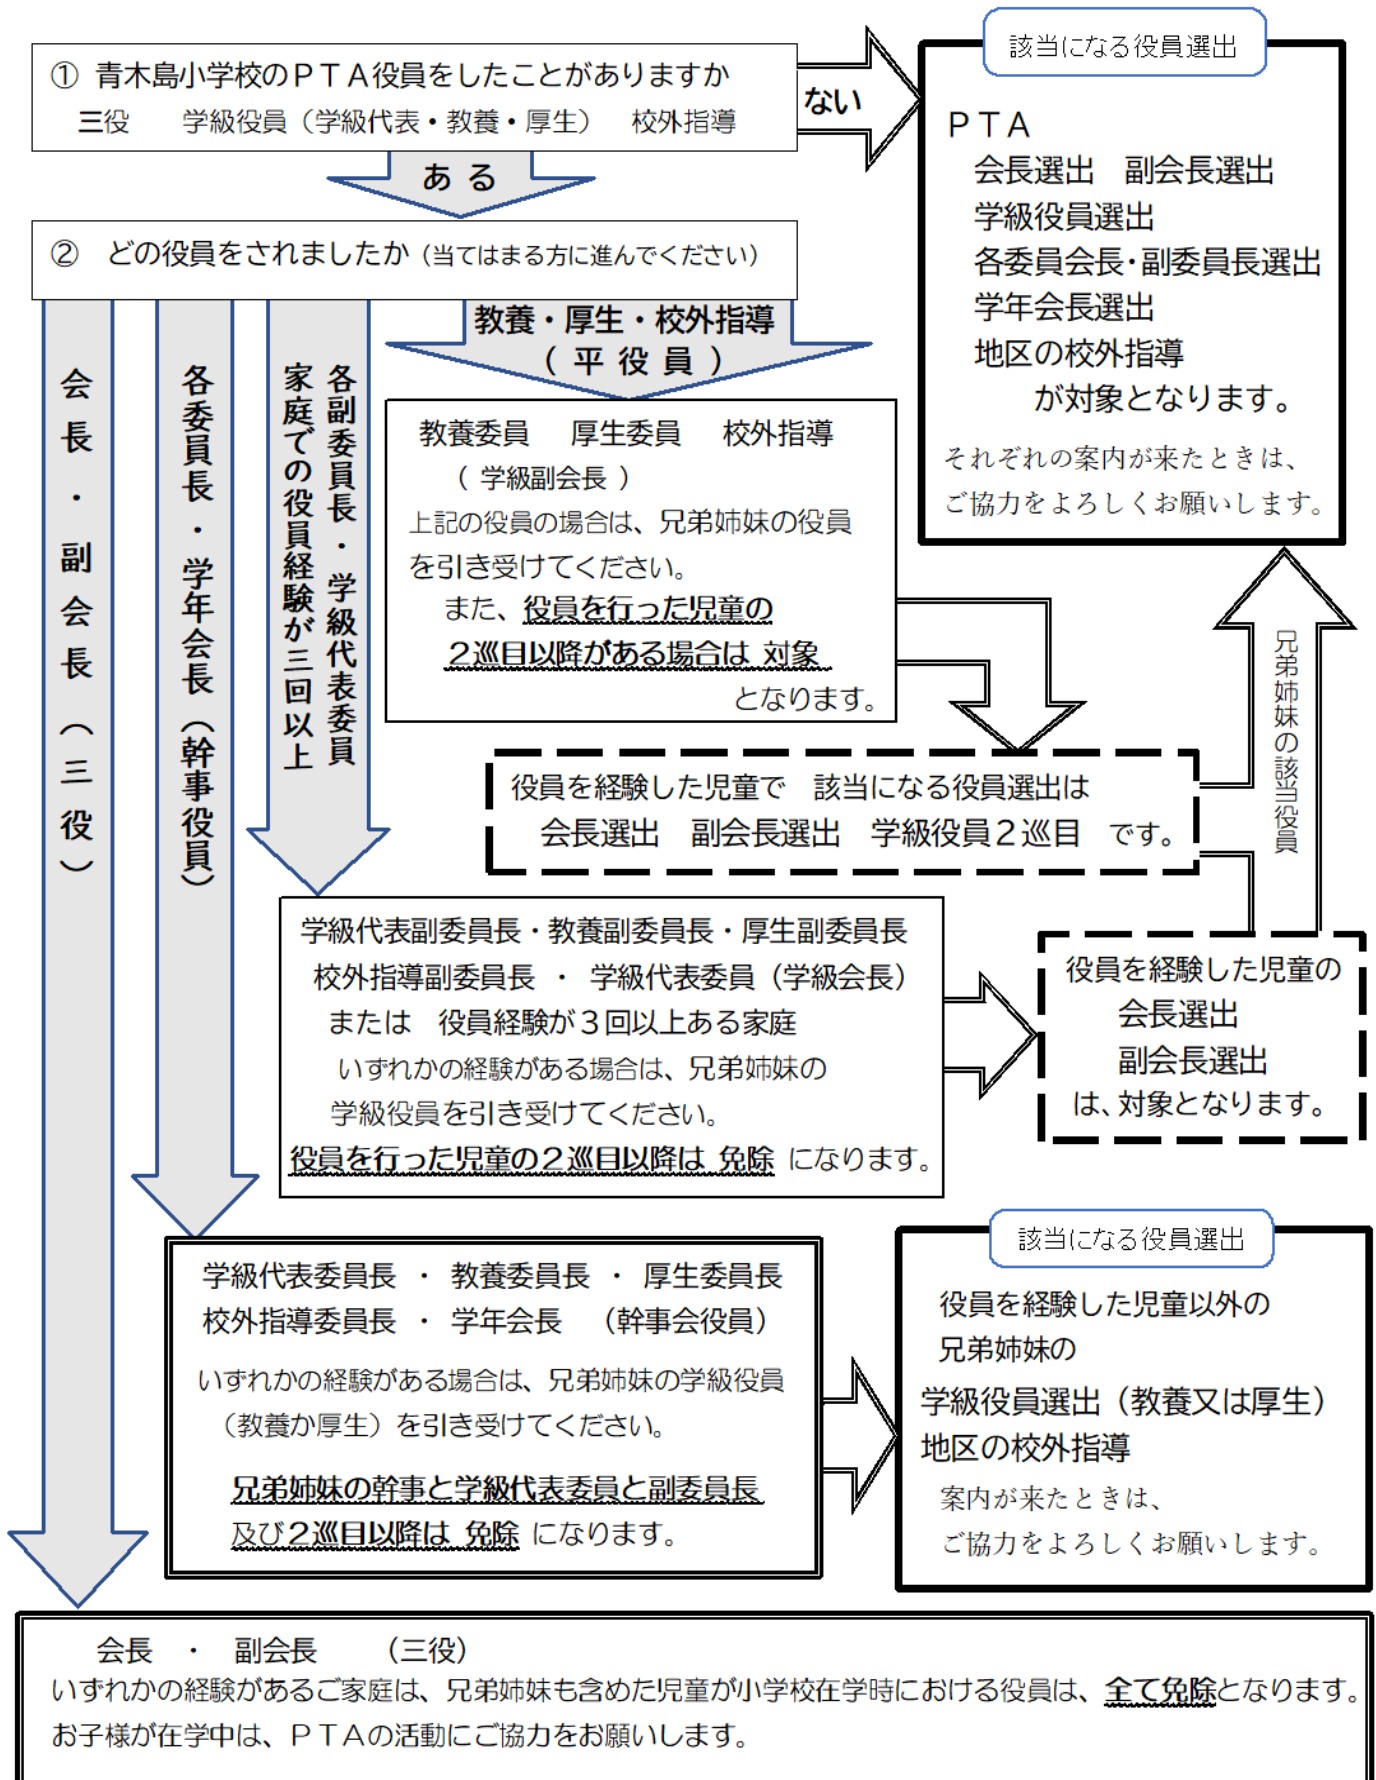 ① 青木島小学校のPTA役員をしたことがありますか
三役　学級役員（学級代表・教養・厚生）　校外指導
ない
ある
該当になる役員選出
PTA
会長選出　副会長選出
学級役員選出
各委員会長・副委員長選出
学年会長選出
地区の校外指導
が対象となります。
それぞれの案内が来たときは、
ご協力をよろしくお願いします。
②　どの役員をされましたか（当てはまる方に進んでください）
会長・副会長（三役）
各委員長・学年会長（幹事役員）
各副委員長・学級代表委員
家庭での役員経験が三回以上
教養・厚生・校外指導
（平役員）
教養委員　厚生委員　校外指導
（ 学級副会長 ）
上記の役員の場合は、兄弟姉妹の役員
を引き受けてください。
また、役員を行った児童の
２巡目以降がある場合は 対象
となります。
役員を経験した児童で　該当になる役員選出は
会長選出　副会長選出　学級役員２巡目　です。
兄弟姉妹の該当役員
学級代表副委員長・教養副委員長・厚生副委員長
校外指導副委員長 ・ 学級代表委員（学級会長）
または　役員経験が３回以上ある家庭
いずれかの経験がある場合は、兄弟姉妹の
学級役員を引き受けてください。
役員を行った児童の２巡目以降は 免除 になります。
役員を経験した児童の
会長選出
副会長選出
は、対象となります。
学級代表委員長 ・ 教養委員長 ・ 厚生委員長
校外指導委員長 ・ 学年会長　（幹事会役員）
いずれかの経験がある場合は、兄弟姉妹の学級役員
（教養か厚生）を引き受けてください。
兄弟姉妹の幹事と学級代表委員と副委員長
及び２巡目以降は 免除 になります。
該当になる役員選出
役員を経験した児童以外の
兄弟姉妹の
学級役員選出（教養又は厚生）
地区の校外指導
案内が来たときは、
ご協力をよろしくお願いします。
会長　・　副会長　　（三役）
いずれかの経験があるご家庭は、兄弟姉妹も含めた児童が小学校在学時における役員は、全て免除となります。
お子様が在学中は、PTAの活動にご協力をお願いします。